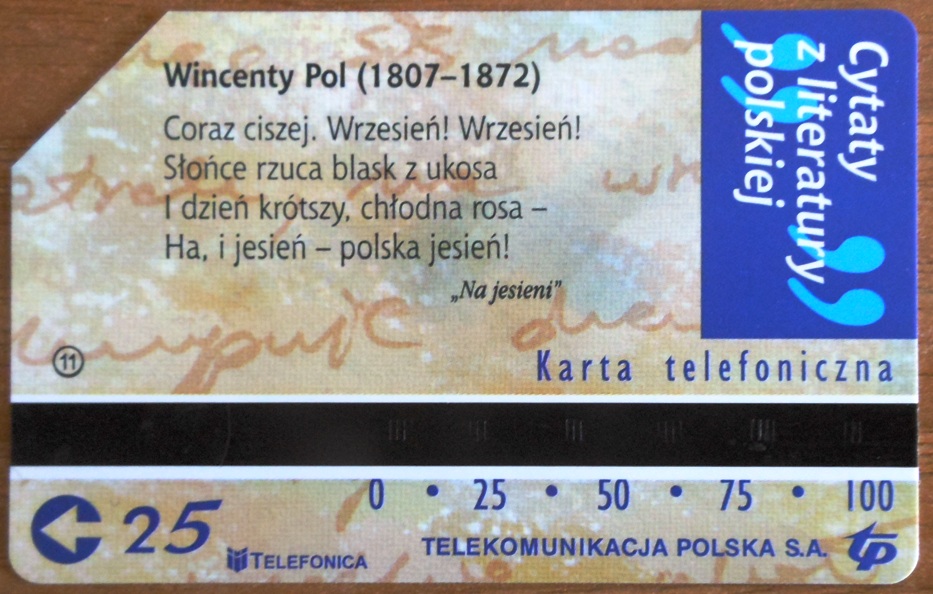 Wincenty Pol (1807–1872)
Coraz ciszej. Wrzesień! Wrzesień!
Słońce rzuca blask z ukosa
I dzień krótszy, chłodna rosa –
Ha, i jesień – polska jesień!
„Na jesieni”
Cytaty
z literatury
polskiej
11
Karta telefoniczna
0 • 25 • 50 • 75 • 100
25
TELEFONICA
TELEKOMUNIKACJA POLSKA S.A.
tp